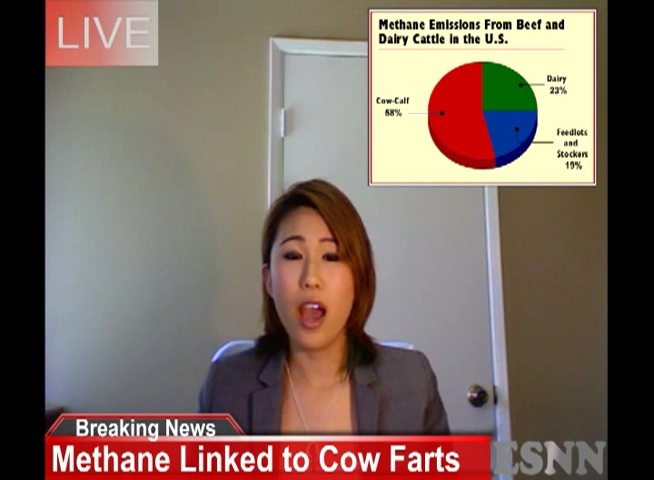 LIVE
Methane Emissions From Beef and
Dairy Cattle in the U.S.
Dairy
23%
Cow-Calf
58%
Feedlots
and
Stockers
19%
Breaking News
Methane Linked to Cow Farts
ESNN